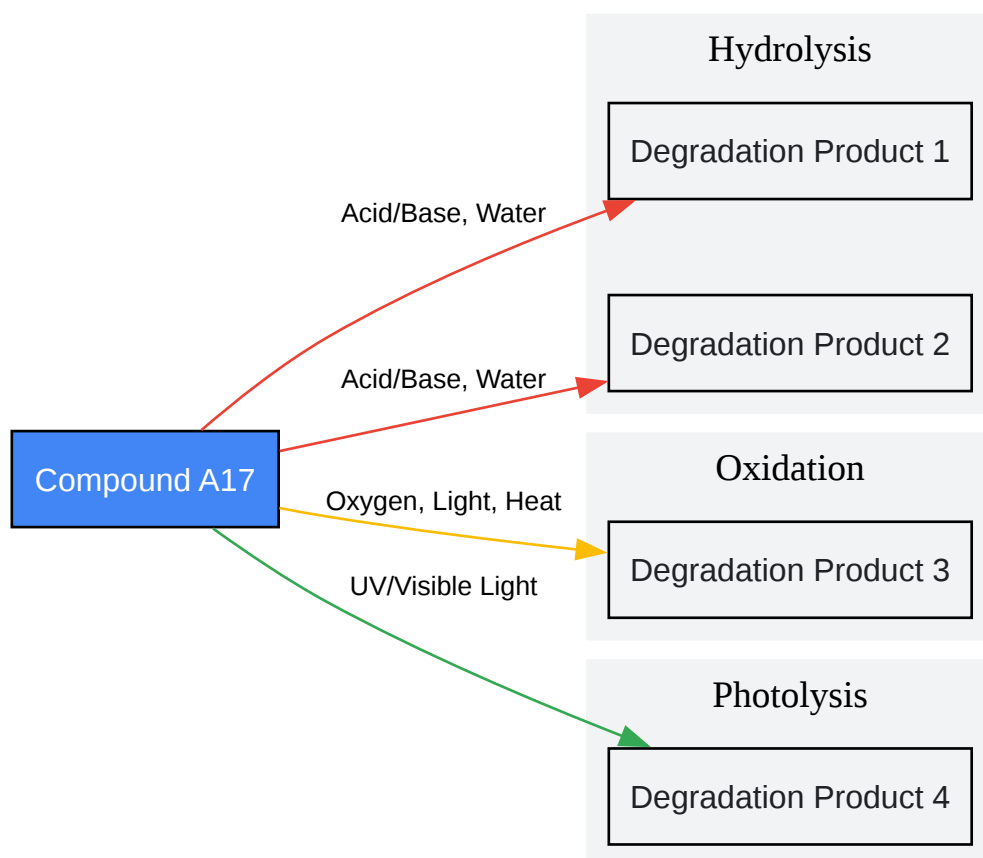 Hydrolysis
Degradation Product 1
Acid/Base, Water
Degradation Product 2
Acid/Base, Water
Compound A17
Oxidation
Oxygen, Light, Heat
Degradation Product 3
UV/Visible Light
Photolysis
Degradation Product 4